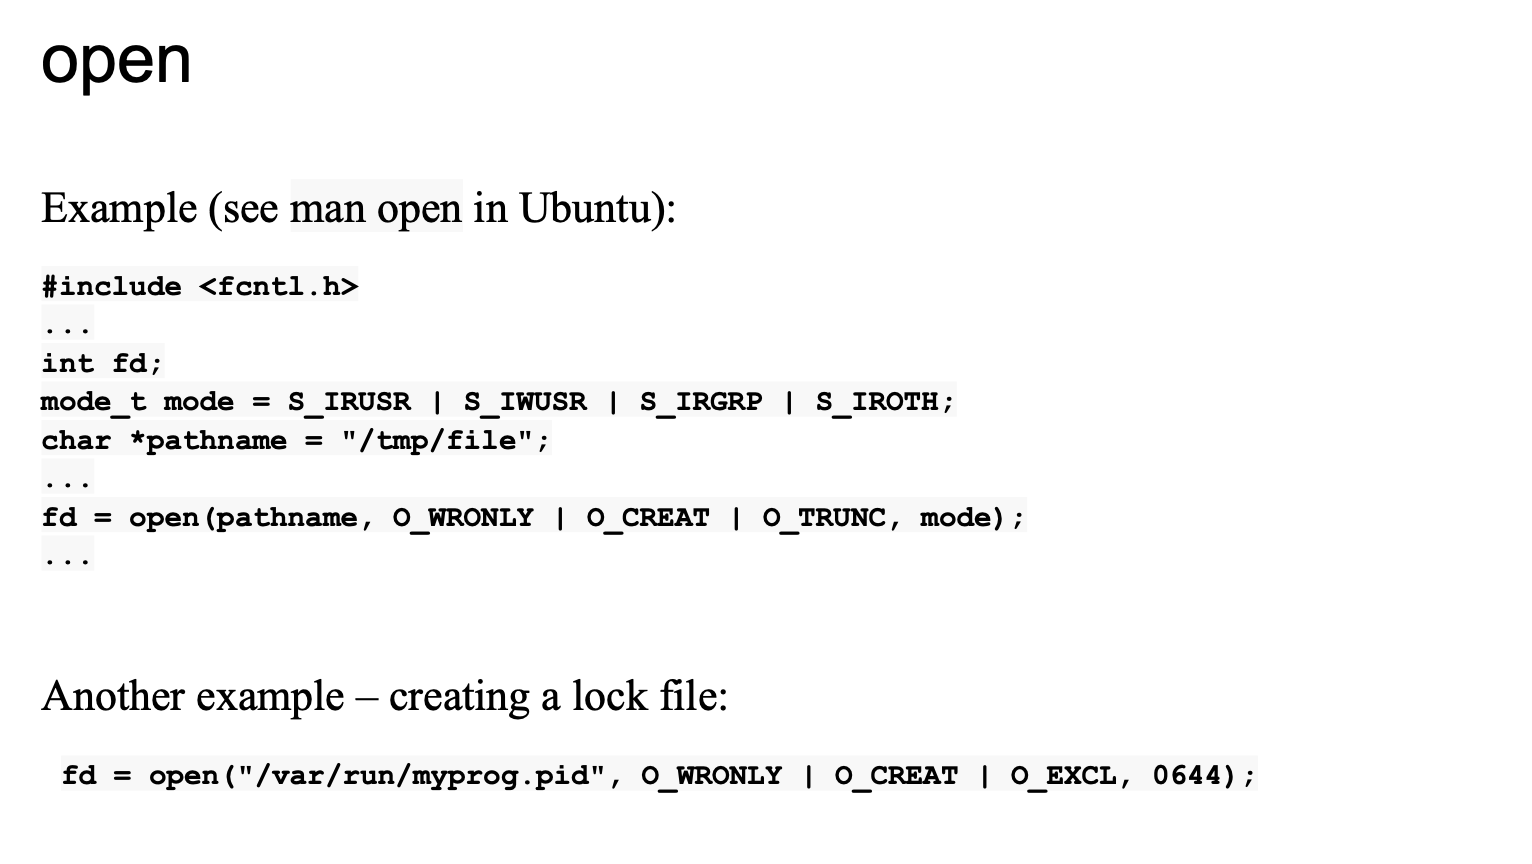 open
Example (see man open in Ubuntu):
#include <fcntl.h>
...
int fd;
mode_t mode = S_IRUSR | S_IWUSR | S_IRGRP | S_IROTH;
char *pathname = "/tmp/file";
...
fd = open(pathname, O_WRONLY | O_CREAT | O_TRUNC, mode);
...
Another example – creating a lock file:
fd = open("/var/run/myprog.pid", O_WRONLY | O_CREAT | O_EXCL, 0644);